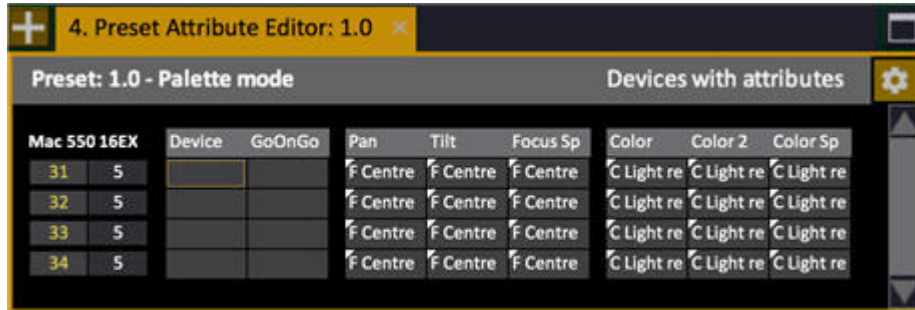 4. Preset Attribute Editor: 1.0 ×
Preset: 1.0 - Palette mode Devices with attributes
Mac 550 16EX Device GoOnGo Pan Tilt Focus Sp Color Color 2 Color Sp
31 5 F Centre F Centre F Centre C Light re C Light re C Light re
32 5 F Centre F Centre F Centre C Light re C Light re C Light re
33 5 F Centre F Centre F Centre C Light re C Light re C Light re
34 5 F Centre F Centre F Centre C Light re C Light re C Light re